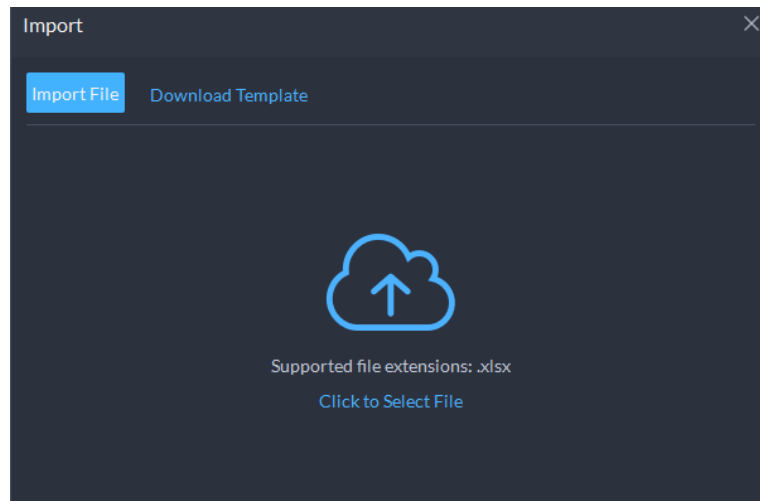 Import
Import File
Download Template
Supported file extensions: .xlsx
Click to Select File